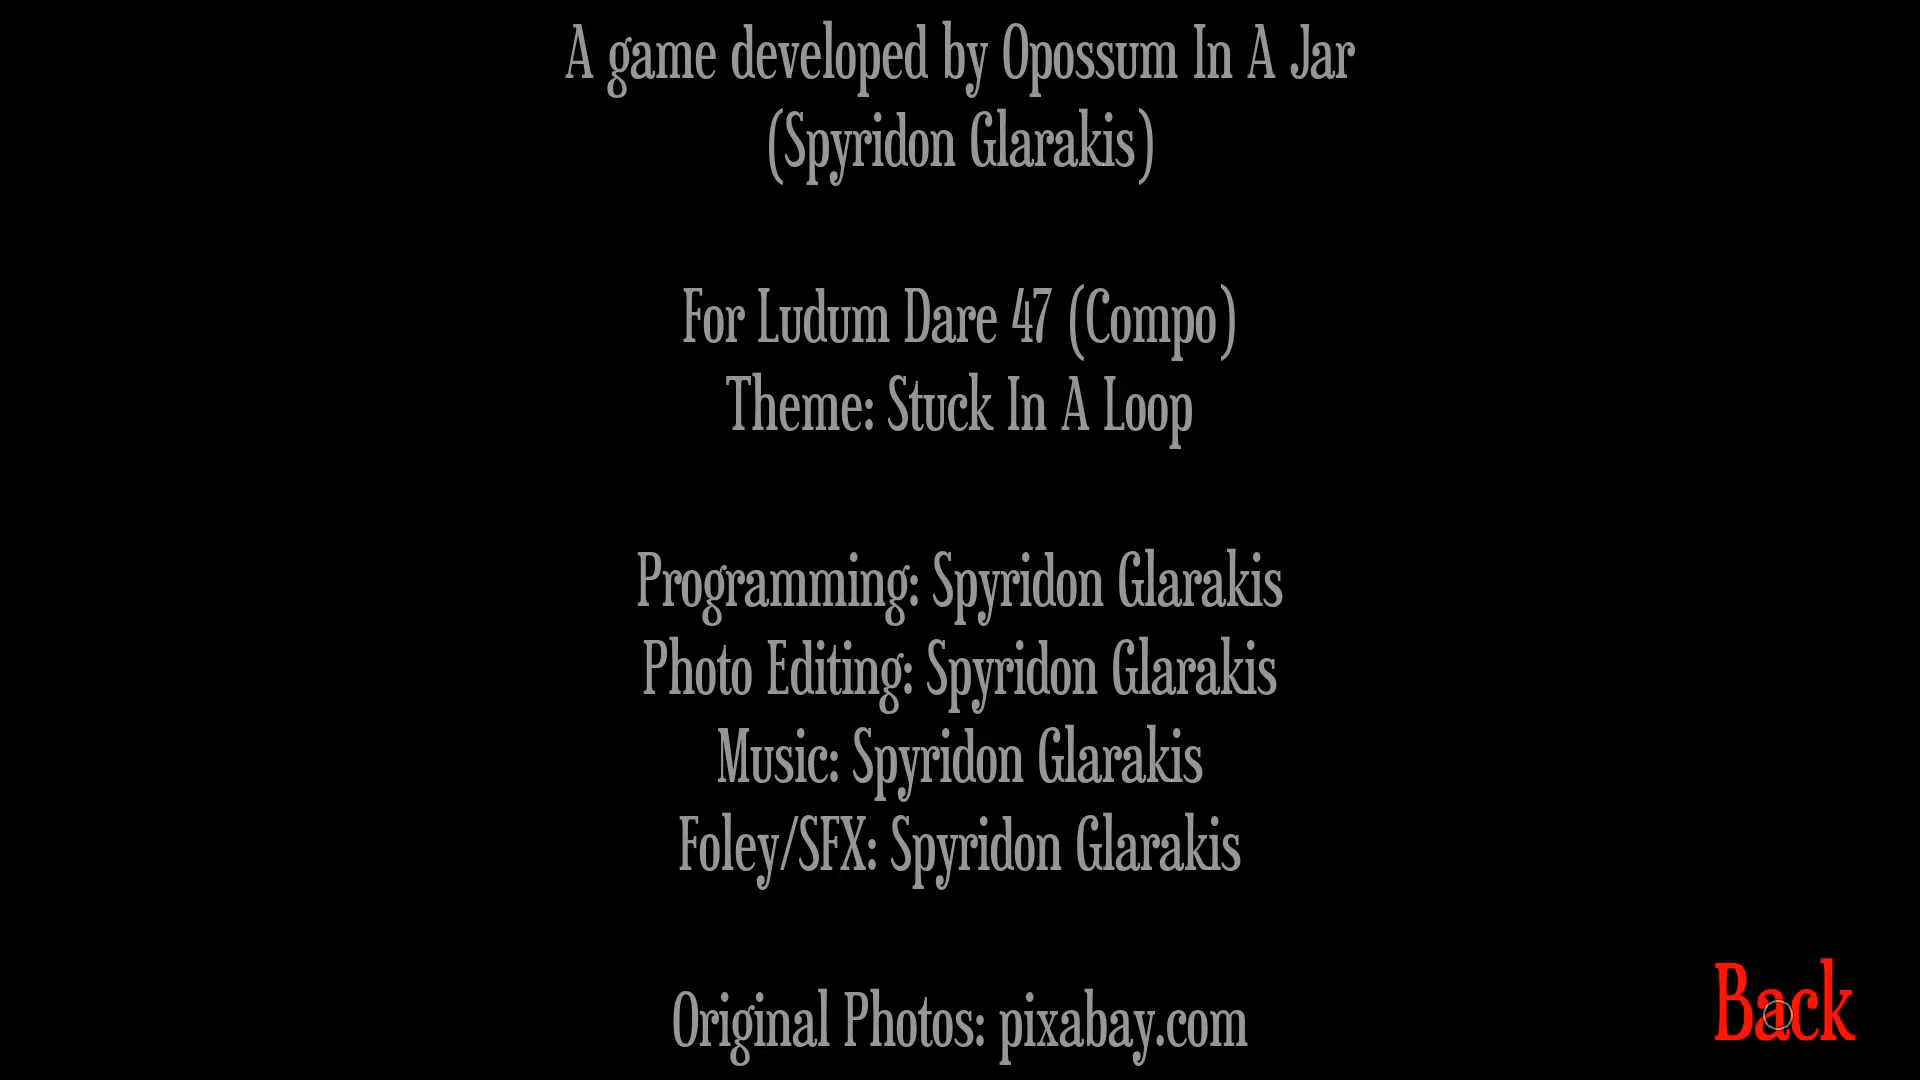 A game developed by Opossum In A Jar
(Spyridon Glarakis)
For Ludum Dare 47 (Compo)
Theme: Stuck In A Loop
Programming: Spyridon Glarakis
Photo Editing: Spyridon Glarakis
Music: Spyridon Glarakis
Foley/SFX: Spyridon Glarakis
Original Photos: pixabay.com
Back